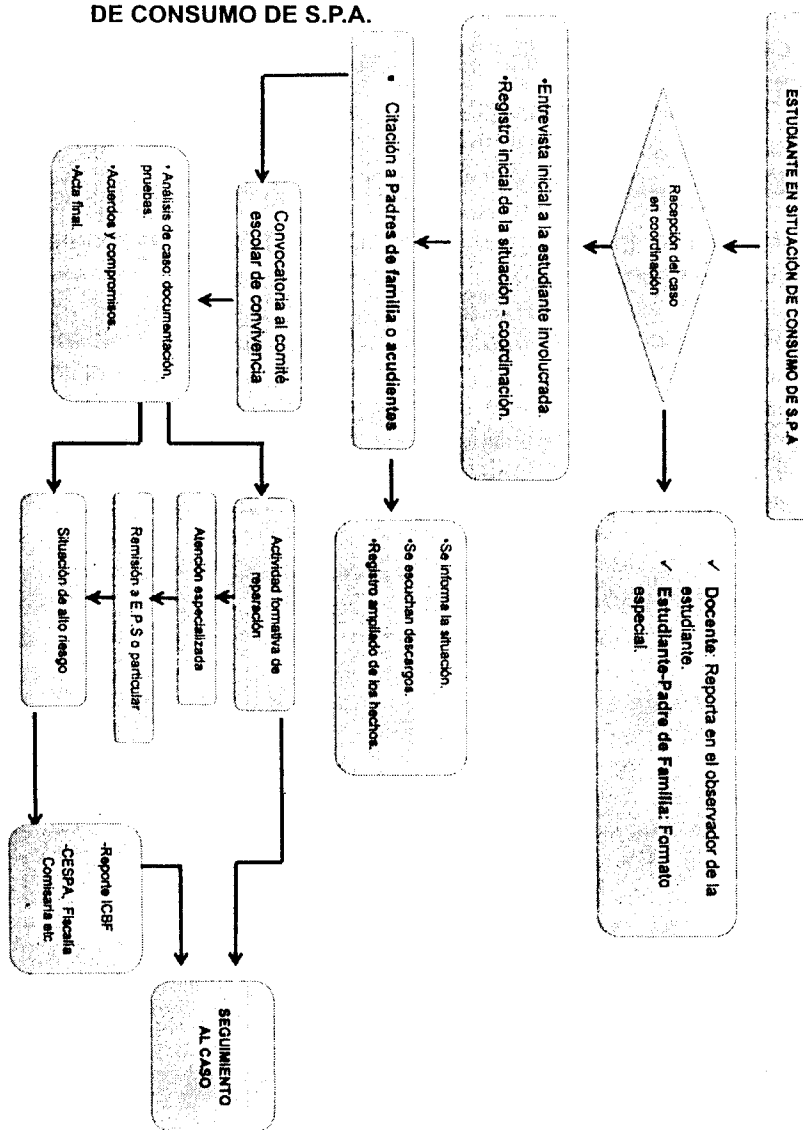 DE CONSUMO DE S.P.A.
ESTUDIANTE EN SITUACIÓN DE CONSUMO DE S.P.A
Recepción del caso
en coordinación
✓ Docente: Reporta en el observador de la
estudiante.
✓ Estudiante-Padre de Familia: Formato
especial.
•Entrevista inicial a la estudiante involucrada.
•Registro inicial de la situación - coordinación.
• Citación a Padres de familia o acudientes
•Se informa la situación.
•Se escuchan descargos.
•Registro ampliado de los hechos.
Convocatoria al comité
escolar de convivencia
• Análisis de caso: documentación,
pruebas.
•Acuerdos y compromisos.
•Acta final.
Actividad formativa de
reparación
Atención especializada
Remisión a E.P.S o particular
Situación de alto riesgo
-Reporte ICBF
-CESPA, Fiscalía
Comisaría etc
SEGUIMIENTO
AL CASO